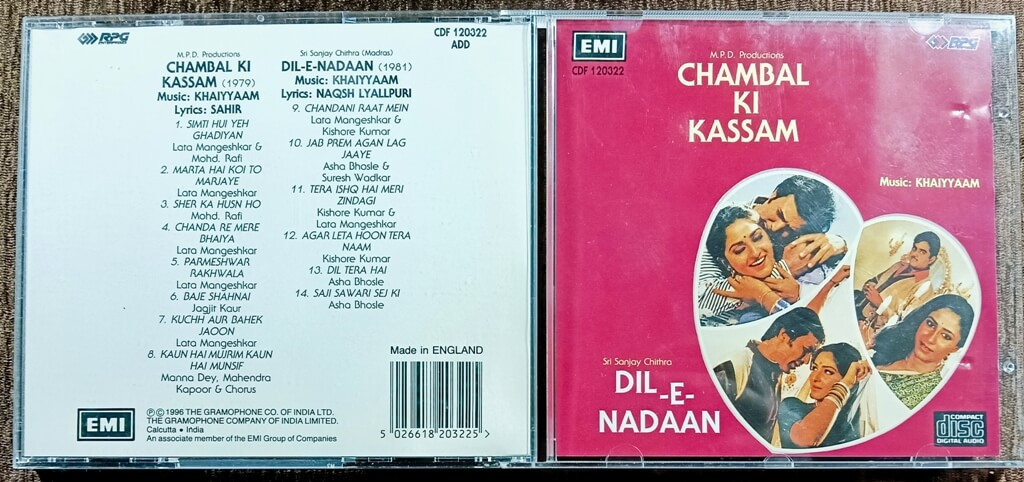 RPG
CDF 120322
ADD
M.P.D. Productions
CHAMBAL KI
KASSAM (1979)
Music: KHAIYYAAM
Lyrics: SAHIR
1. SIMTI HUI YEH
GHADIYAN
Lata Mangeshkar &
Mohd. Rafi
2. MARTA HAI KOI TO
MARJAYE
Lata Mangeshkar
3. SHER KA HUSN HO
Mohd. Rafi
4. CHANDA RE MERE
BHAIYA
Lata Mangeshkar
5. PARMESHWAR
RAKHWALA
Lata Mangeshkar
6. BAJE SHAHNAI
Jagjit Kaur
7. KUCHH AUR BAHEK
JAOON
Lata Mangeshkar
8. KAUN HAI MUJRIM KAUN
HAI MUNSIF
Manna Dey, Mahendra
Kapoor & Chorus
Sri Sanjay Chithra (Madras)
DIL-E-NADAAN (1981)
Music: KHAIYYAAM
Lyrics: NAQSH LYALLPURI
9. CHANDANI RAAT MEIN
Lata Mangeshkar &
Kishore Kumar
10. JAB PREM AGAN LAG
JAAYE
Asha Bhosle &
Suresh Wadkar
11. TERA ISHQ HAI MERI
ZINDAGI
Kishore Kumar &
Lata Mangeshkar
12. AGAR LETA HOON TERA
NAAM
Kishore Kumar
13. DIL TERA HAI
Asha Bhosle
14. SAJI SAWARI SEJ KI
Asha Bhosle
Made in ENGLAND
5 026618 203225 >
EMI
℗ © 1996 THE GRAMOPHONE CO. OF INDIA LTD.
THE GRAMOPHONE COMPANY OF INDIA LIMITED.
Calcutta • India
An associate member of the EMI Group of Companies
EMI
CDF 120322
RPG
M.P.D. Productions
CHAMBAL
KI
KASSAM
Music: KHAIYYAAM
Sri Sanjay Chithra
DIL
-E-
NADAAN
COMPACT
disc
DIGITAL AUDIO